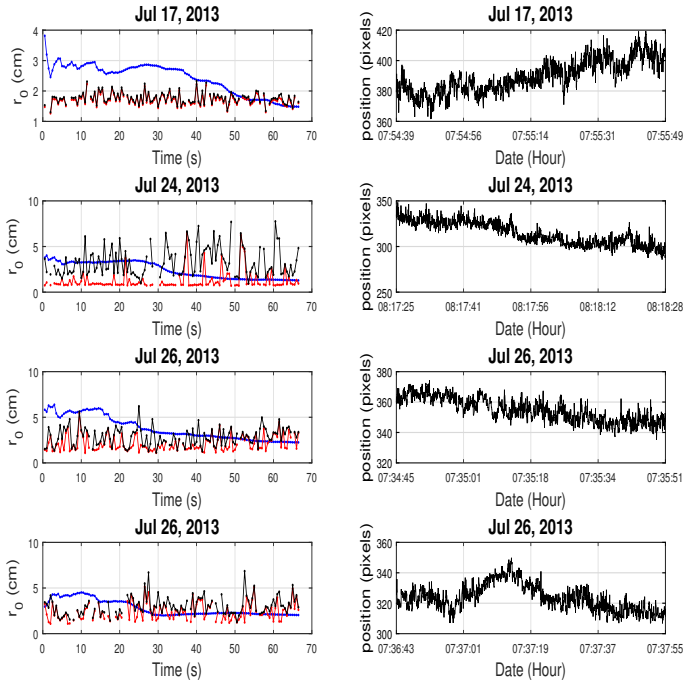 Jul 17, 2013
r0 (cm)
4
3
2
1
0 10 20 30 40 50 60 70
Time (s)
Jul 17, 2013
position (pixels)
420
400
380
360
07:54:39 07:54:56 07:55:14 07:55:31 07:55:49
Date (Hour)
Jul 24, 2013
r0 (cm)
10
5
0
0 10 20 30 40 50 60 70
Time (s)
Jul 24, 2013
position (pixels)
350
300
250
08:17:25 08:17:41 08:17:56 08:18:12 08:18:28
Date (Hour)
Jul 26, 2013
r0 (cm)
10
5
0
0 10 20 30 40 50 60 70
Time (s)
Jul 26, 2013
position (pixels)
380
360
340
320
07:34:45 07:35:01 07:35:18 07:35:34 07:35:51
Date (Hour)
Jul 26, 2013
r0 (cm)
10
5
0
0 10 20 30 40 50 60 70
Time (s)
Jul 26, 2013
position (pixels)
360
340
320
300
07:36:43 07:37:01 07:37:19 07:37:37 07:37:55
Date (Hour)